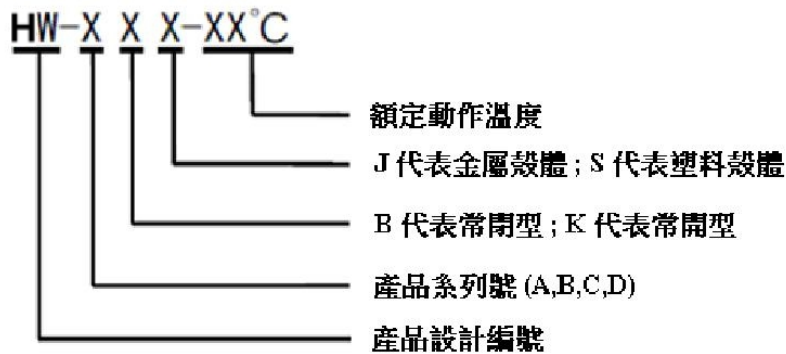 HW-X X X-XX°C
額定動作溫度
J 代表金屬殼體 ; S 代表塑料殼體
B 代表常閉型 ; K 代表常開型
產品系列號 (A,B,C,D)
產品設計編號